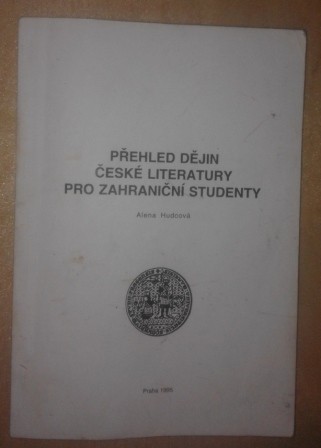 PŘEHLED DĚJIN
ČESKÉ LITERATURY
PRO ZAHRANIČNÍ STUDENTY
Alena Hudcová
Praha